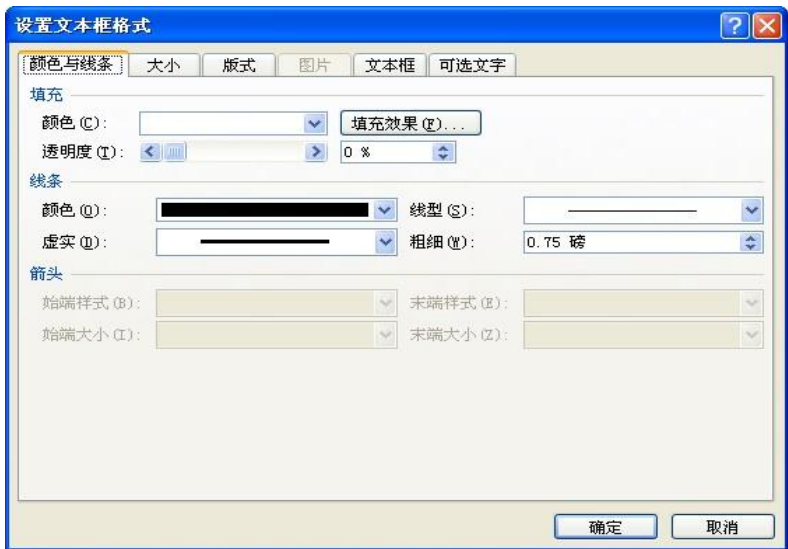 设置文本框格式
颜色与线条 大小 版式 图片 文本框 可选文字
填充
颜色(C): 填充效果(F)...
透明度(T): 0 %
线条
颜色(O): 线型(S):
虚实(D): 粗细(W): 0.75 磅
箭头
始端样式(B): 末端样式(E):
始端大小(I): 末端大小(Z):
确定 取消